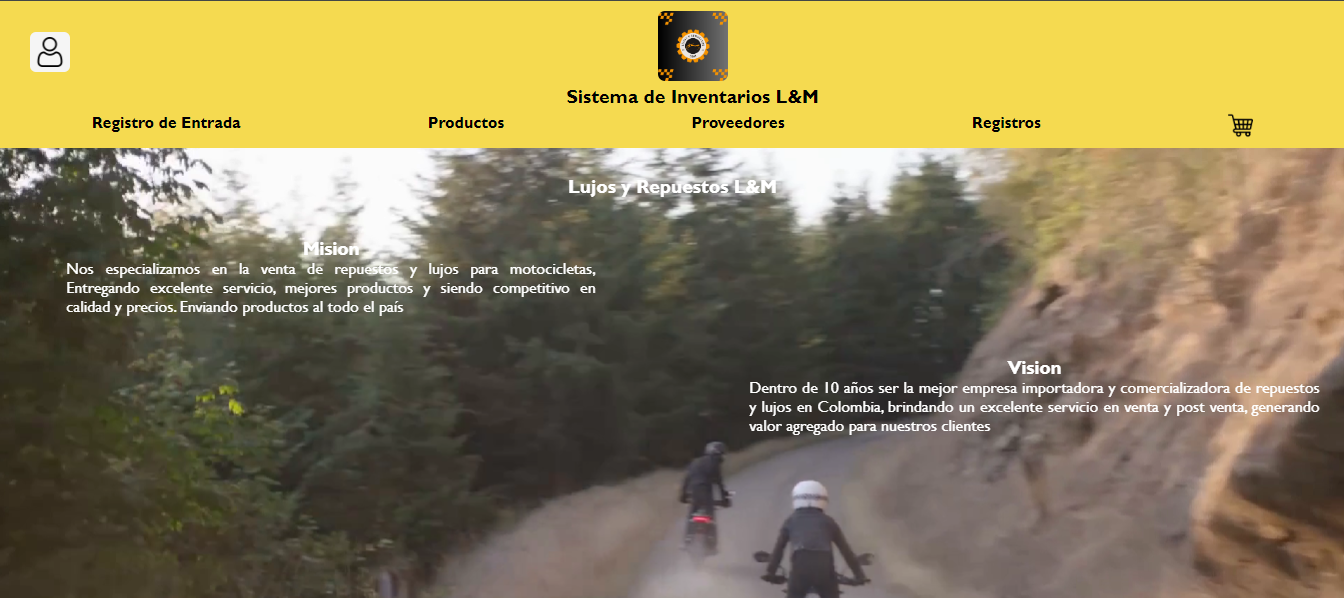 Sistema de Inventarios L&M
Registro de Entrada
Productos
Proveedores
Registros
Lujos y Repuestos L&M
Mision
Nos especializamos en la venta de repuestos y lujos para motocicletas,
Entregando excelente servicio, mejores productos y siendo competitivo en
calidad y precios. Enviando productos al todo el país
Vision
Dentro de 10 años ser la mejor empresa importadora y comercializadora de repuestos
y lujos en Colombia, brindando un excelente servicio en venta y post venta, generando
valor agregado para nuestros clientes